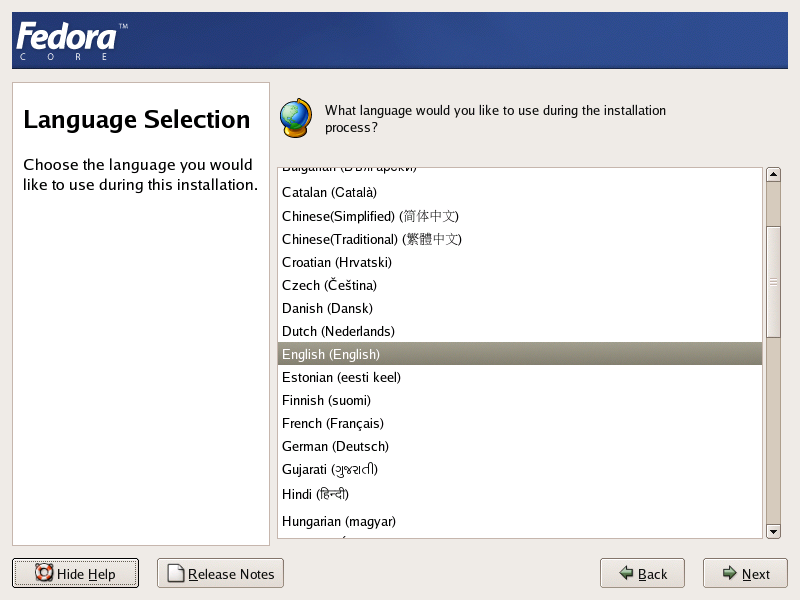 Fedora™
CORE
Language Selection
Choose the language you would
like to use during this installation.
What language would you like to use during the installation
process?
Bulgarian (Български)
Catalan (Català)
Chinese(Simplified) (简体中文)
Chinese(Traditional) (繁體中文)
Croatian (Hrvatski)
Czech (Čeština)
Danish (Dansk)
Dutch (Nederlands)
English (English)
Estonian (eesti keel)
Finnish (suomi)
French (Français)
German (Deutsch)
Gujarati (ગુજરાતી)
Hindi (हिन्दी)
Hungarian (magyar)
Hide Help
Release Notes
Back
Next